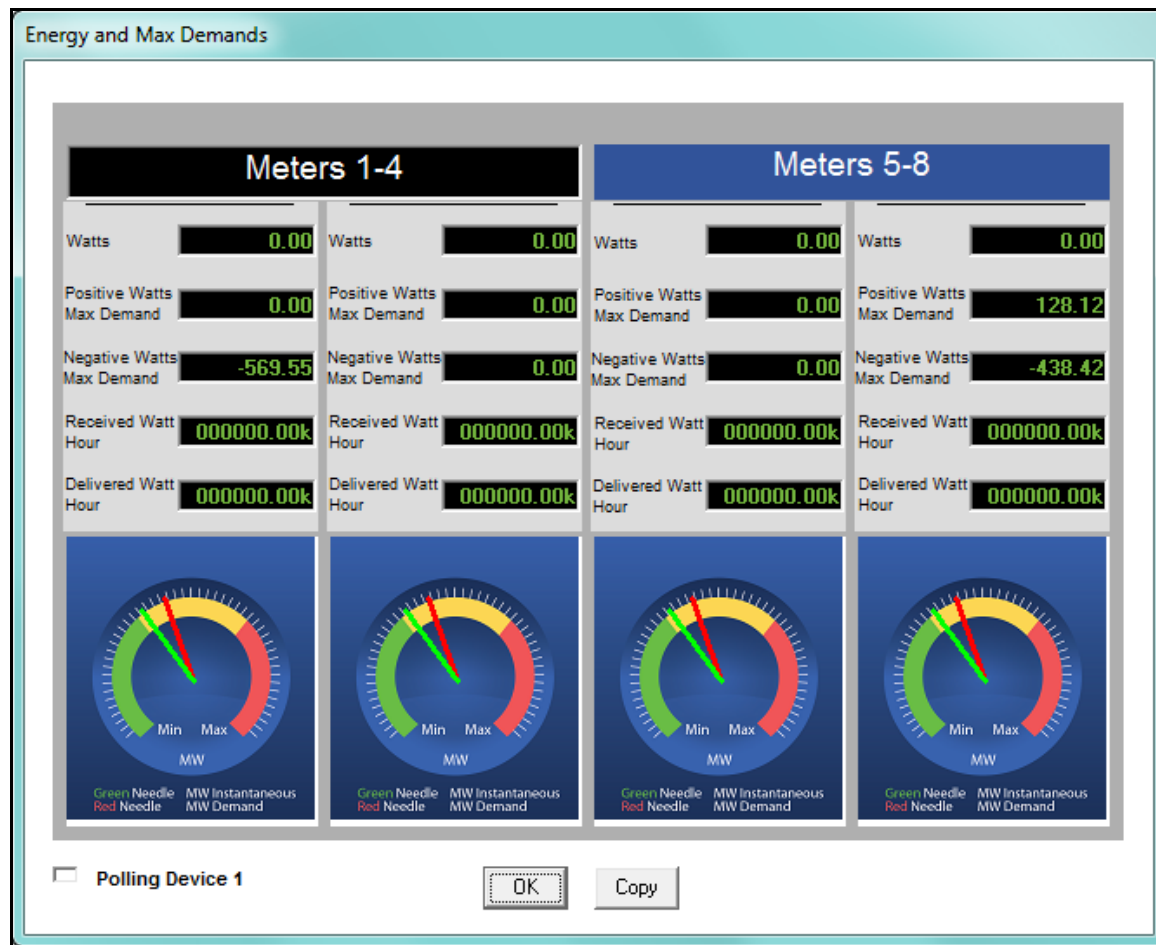 Energy and Max Demands
Meters 1-4
Meters 5-8
Watts 0.00 Watts 0.00 Watts 0.00 Watts 0.00
Positive Watts Positive Watts Positive Watts Positive Watts
Max Demand 0.00 Max Demand 0.00 Max Demand 0.00 Max Demand 128.12
Negative Watts Negative Watts Negative Watts Negative Watts
Max Demand -569.55 Max Demand 0.00 Max Demand 0.00 Max Demand -438.42
Received Watt Received Watt Received Watt Received Watt
Hour 000000.00k Hour 000000.00k Hour 000000.00k Hour 000000.00k
Delivered Watt Delivered Watt Delivered Watt Delivered Watt
Hour 000000.00k Hour 000000.00k Hour 000000.00k Hour 000000.00k
Min Max Min Max Min Max Min Max
MW MW MW MW
Green Needle MW Instantaneous Green Needle MW Instantaneous Green Needle MW Instantaneous Green Needle MW Instantaneous
Red Needle MW Demand Red Needle MW Demand Red Needle MW Demand Red Needle MW Demand
Polling Device 1
OK
Copy